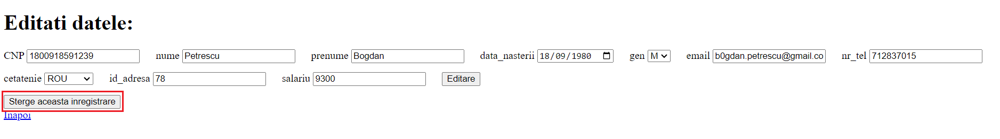 Editati datele:
CNP 1800918591239 nume Petrescu prenume Bogdan data_nasterii 18/09/1980 gen M email b0gdan.petrescu@gmail.co nr_tel 712837015
cetatenie ROU id_adresa 78 salariu 9300 Editare
Sterge aceasta inregistrare
Inapoi